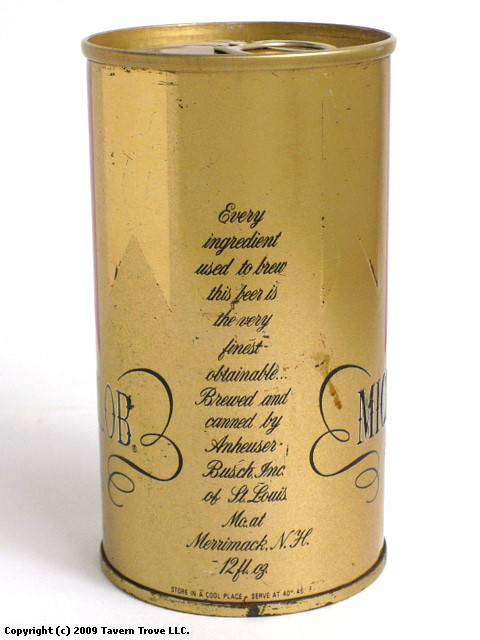 Every
ingredient
used to brew
this beer is
the very
finest
obtainable...
Brewed and
canned by
Anheuser-
Busch, Inc.
of St. Louis
Mo. at
Merrimack, N.H.
12 fl. oz.
OB®
MIC
STORE IN A COOL PLACE - SERVE AT 40°-45° F.
Copyright (c) 2009 Tavern Trove LLC.